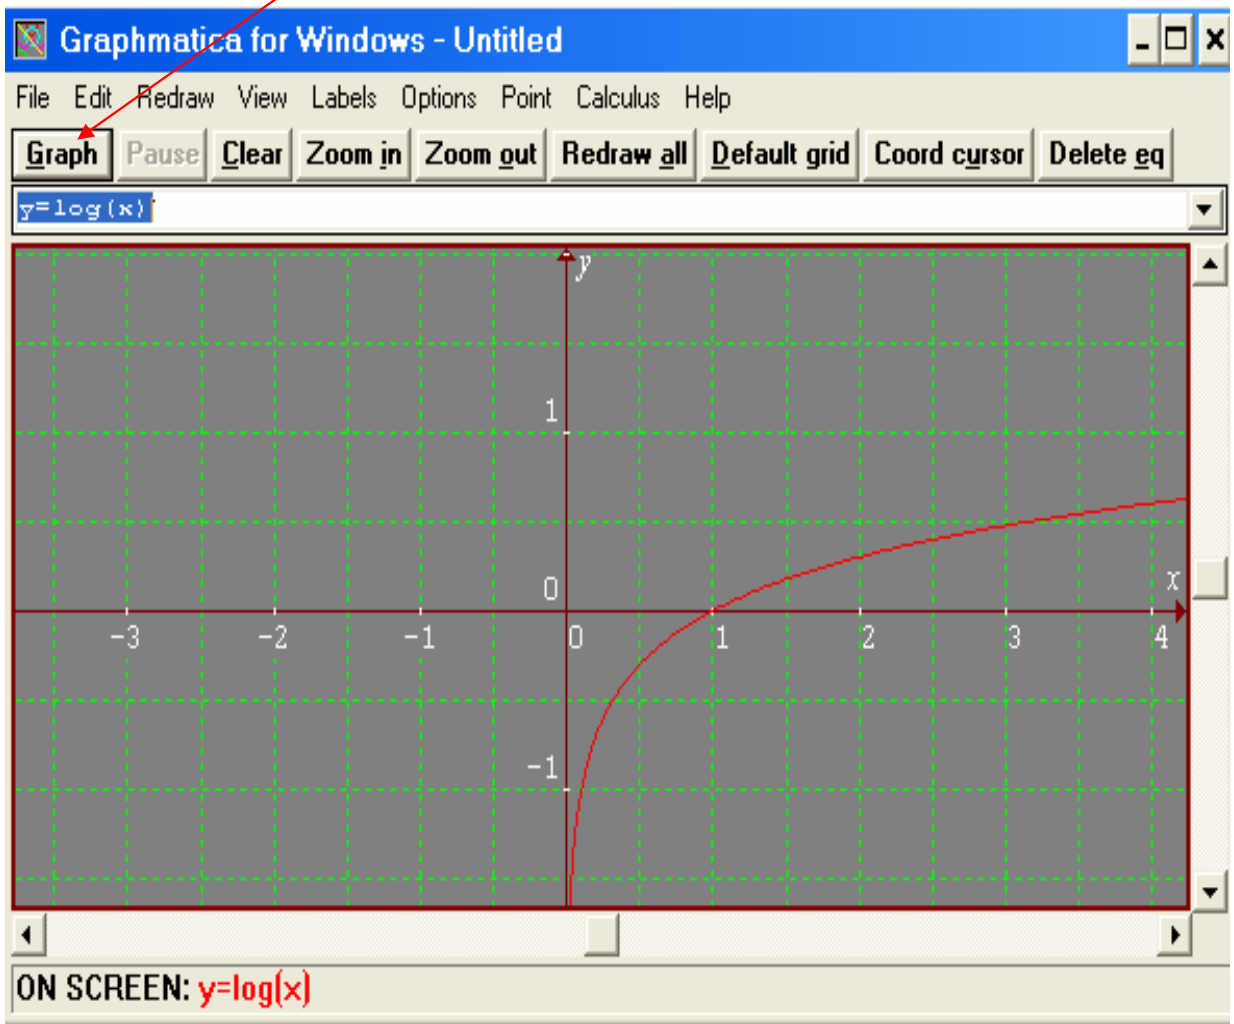 Graphmatica for Windows - Untitled
File Edit Redraw View Labels Options Point Calculus Help
Graph Pause Clear Zoom in Zoom out Redraw all Default grid Coord cursor Delete eq
y=log(x)
y
1
0
x
-3 -2 -1 0 1 2 3 4
-1
ON SCREEN: y=log(x)